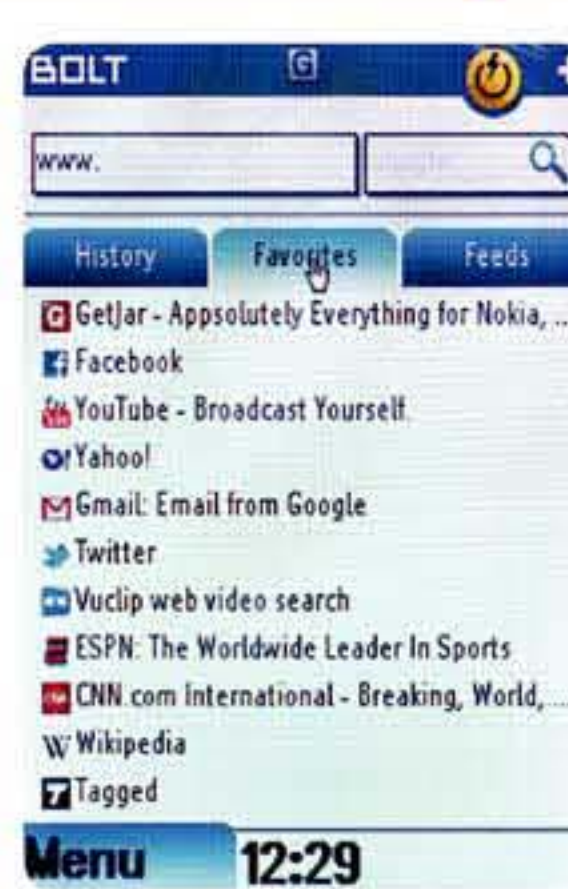 BOLT G
www.
History Favorites Feeds
GetJar - Appsolutely Everything for Nokia, ...
Facebook
YouTube - Broadcast Yourself.
Yahoo!
Gmail: Email from Google
Twitter
Vuclip web video search
ESPN: The Worldwide Leader In Sports
CNN.com International - Breaking, World, ...
Wikipedia
Tagged
Menu 12:29